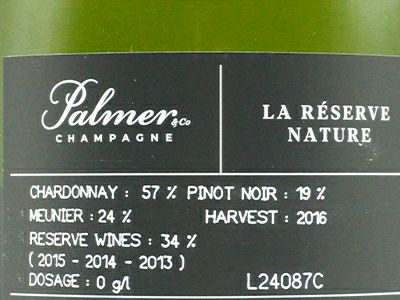 Palmer & Co
CHAMPAGNE
LA RÉSERVE
NATURE
CHARDONNAY : 57 % PINOT NOIR : 19 %
MEUNIER : 24 % HARVEST : 2016
RESERVE WINES : 34 %
( 2015 - 2014 - 2013 )
DOSAGE : 0 g/l L24087C